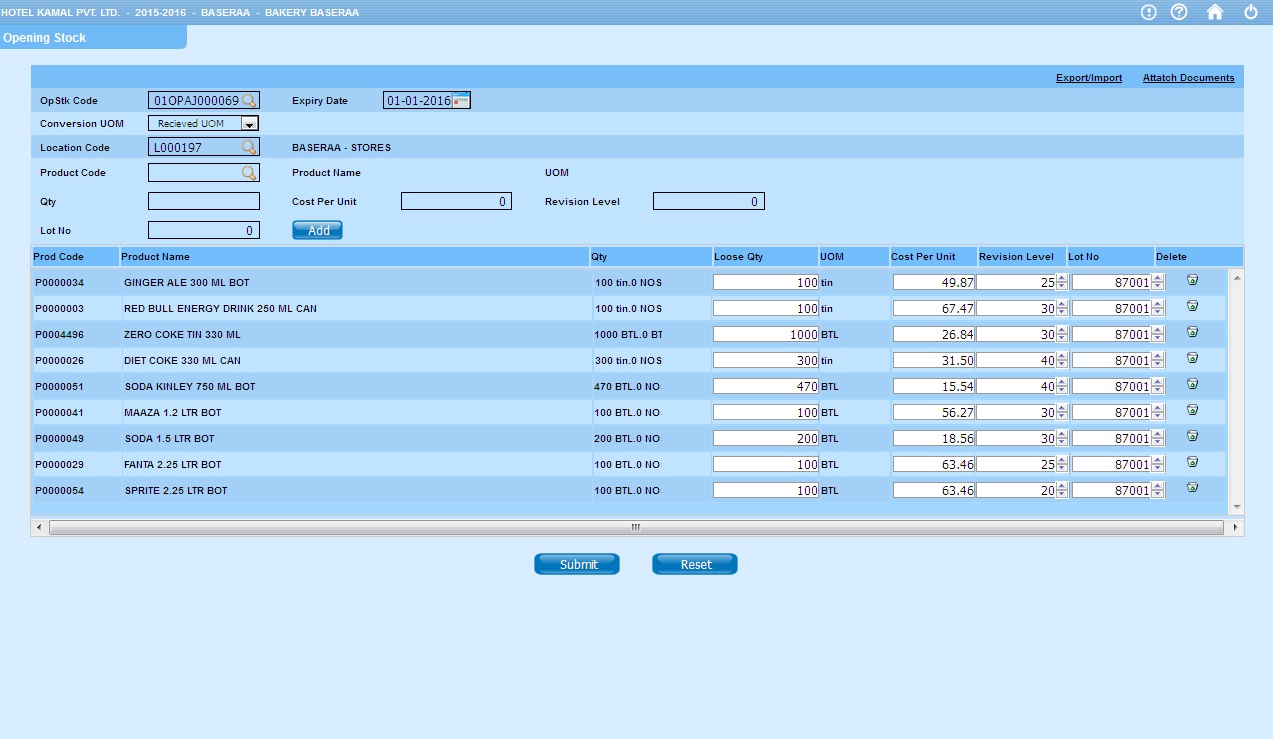 HOTEL KAMAL PVT. LTD. - 2015-2016 - BASERAA - BAKERY BASERAA
Opening Stock
Export/Import Attatch Documents
OpStk Code 01OPAJ000069 Expiry Date 01-01-2016
Conversion UOM Recieved UOM
Location Code L000197 BASERAA - STORES
Product Code Product Name UOM
Qty Cost Per Unit 0 Revision Level 0
Lot No 0 Add
Prod Code Product Name Qty Loose Qty UOM Cost Per Unit Revision Level Lot No Delete
P0000034 GINGER ALE 300 ML BOT 100 tin.0 NOS 100 tin 49.87 25 87001
P0000003 RED BULL ENERGY DRINK 250 ML CAN 100 tin.0 NOS 100 tin 67.47 30 87001
P0004496 ZERO COKE TIN 330 ML 1000 BTL.0 BT 1000 BTL 26.84 30 87001
P0000026 DIET COKE 330 ML CAN 300 tin.0 NOS 300 tin 31.50 40 87001
P0000051 SODA KINLEY 750 ML BOT 470 BTL.0 NO 470 BTL 15.54 40 87001
P0000041 MAAZA 1.2 LTR BOT 100 BTL.0 NO 100 BTL 56.27 30 87001
P0000049 SODA 1.5 LTR BOT 200 BTL.0 NO 200 BTL 18.56 30 87001
P0000029 FANTA 2.25 LTR BOT 100 BTL.0 NO 100 BTL 63.46 25 87001
P0000054 SPRITE 2.25 LTR BOT 100 BTL.0 NO 100 BTL 63.46 20 87001
Submit Reset